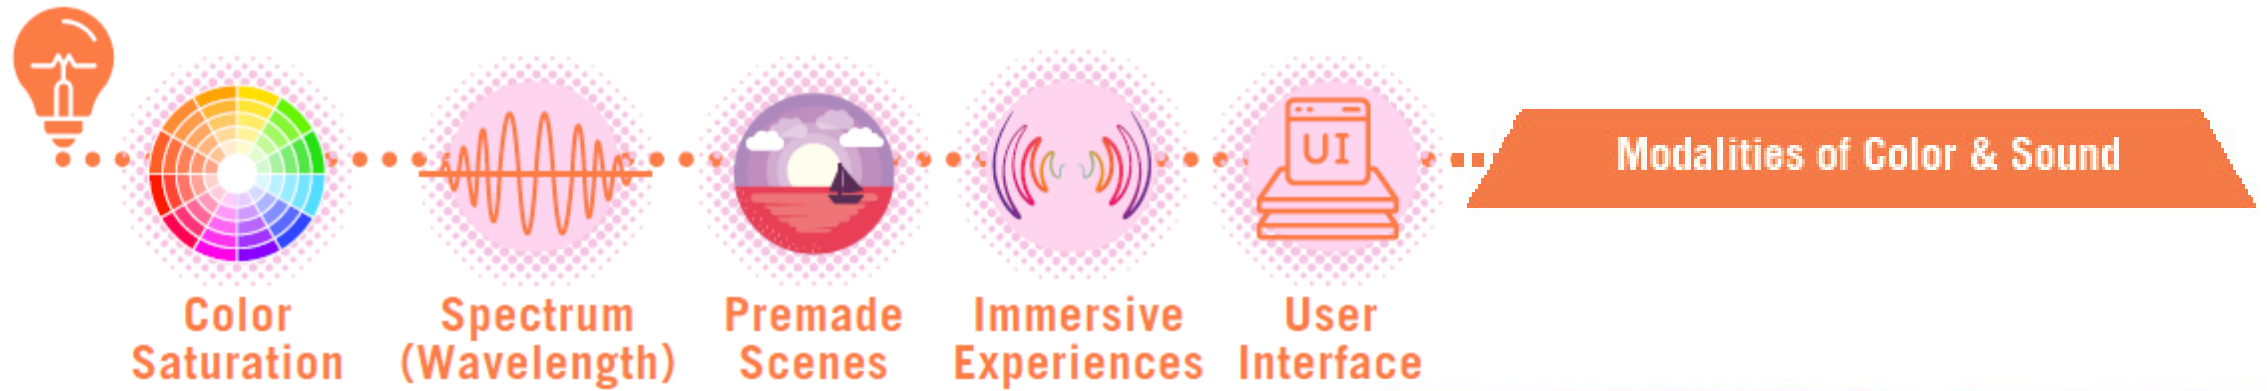 Color
Saturation
Spectrum
(Wavelength)
Premade
Scenes
Immersive
Experiences
UI
User
Interface
Modalities of Color & Sound